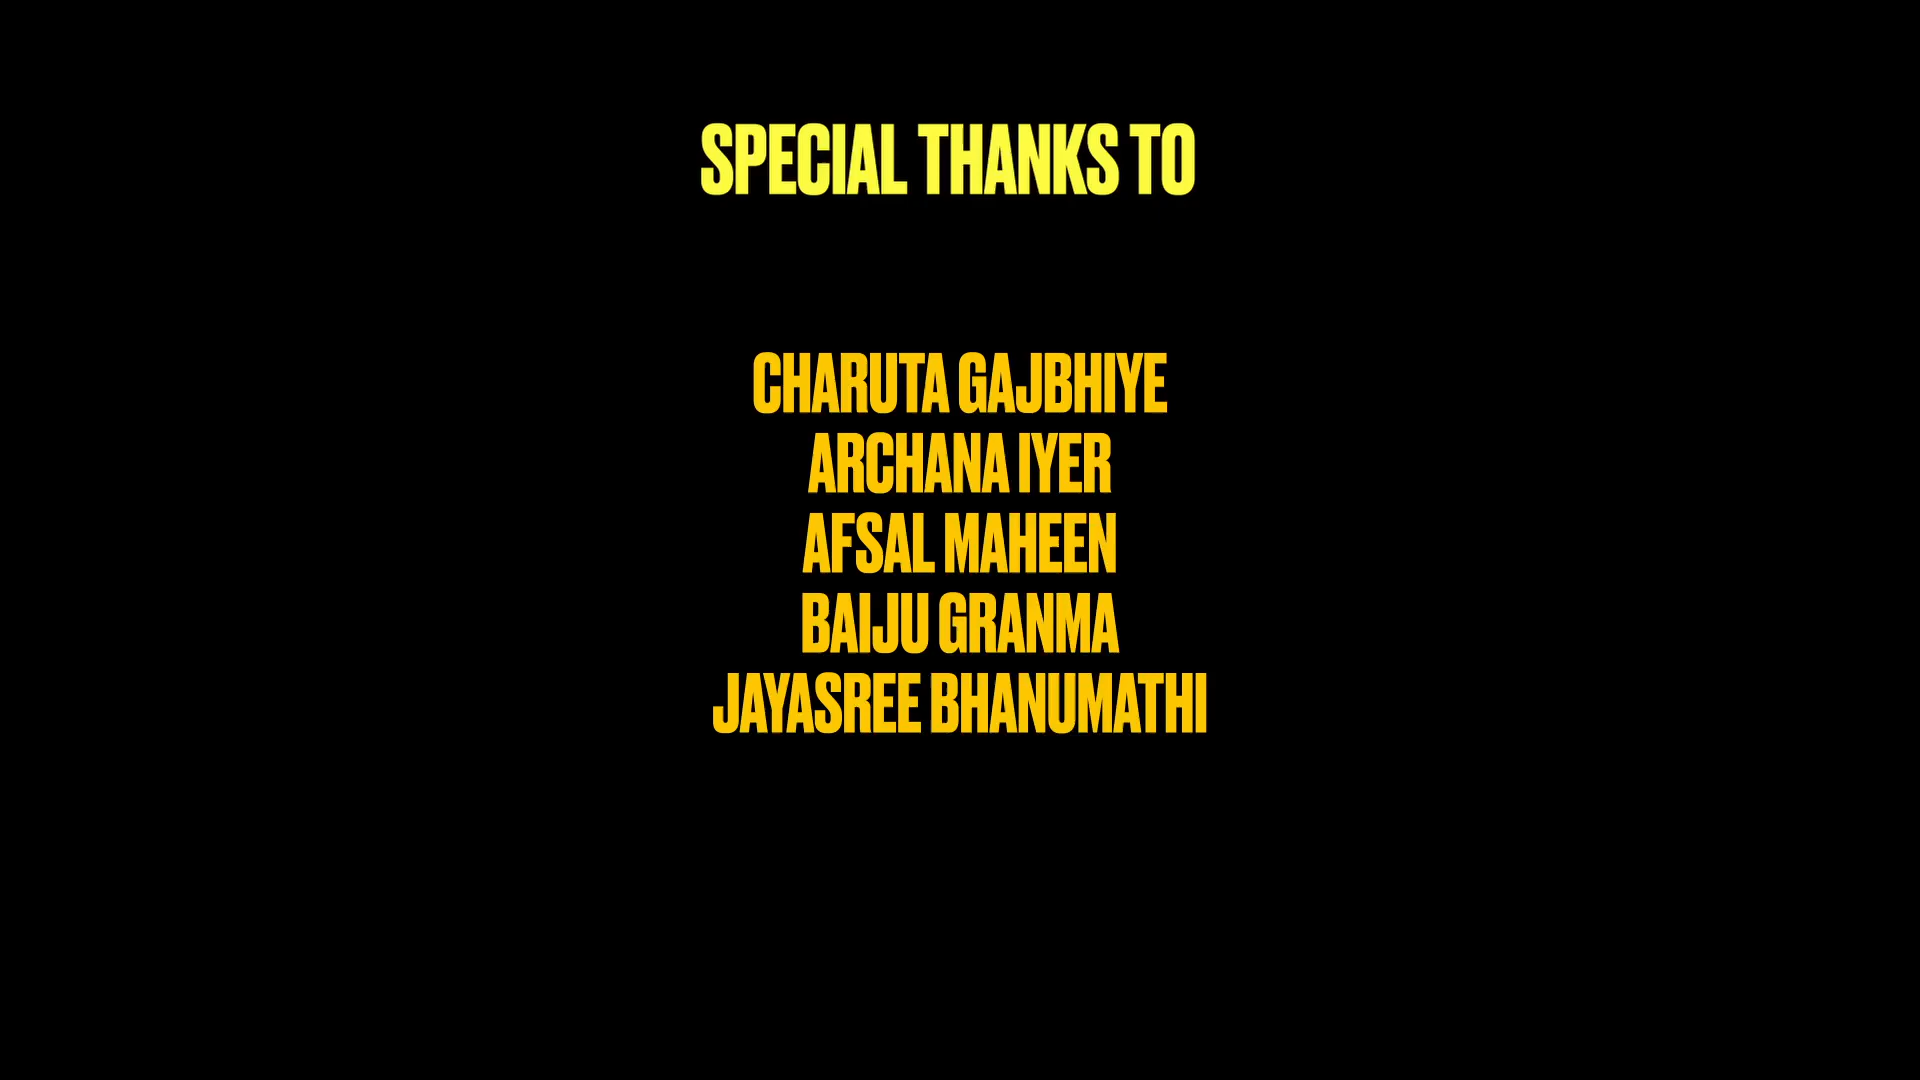 SPECIAL THANKS TO
CHARUTA GAJBHIYE
ARCHANA IYER
AFSAL MAHEEN
BAIJU GRANMA
JAYASREE BHANUMATHI